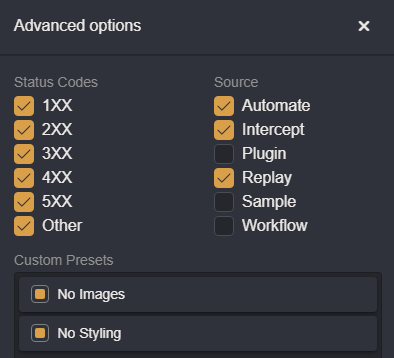 Advanced options
Status Codes
1XX
2XX
3XX
4XX
5XX
Other
Source
Automate
Intercept
Plugin
Replay
Sample
Workflow
Custom Presets
No Images
No Styling